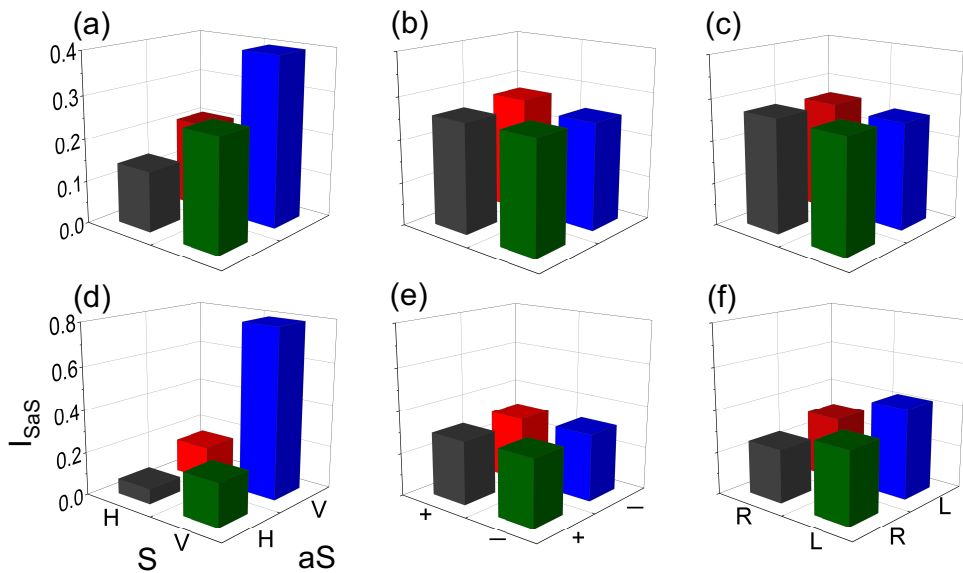 (a) (b) (c)
0.4
0.3
0.2
0.1
0.0
(d) (e) (f)
0.8
0.6
0.4
0.2
0.0
I_SaS
H V H V
S aS
+ — + —
R L R L